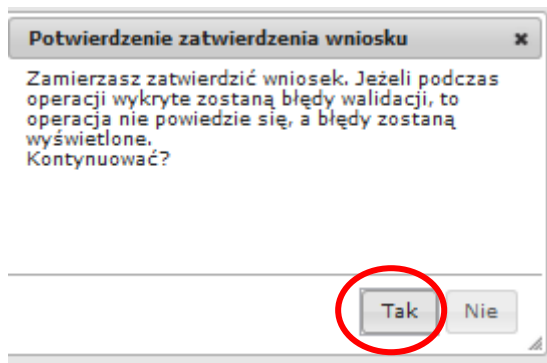 Potwierdzenie zatwierdzenia wniosku x
Zamierzasz zatwierdzić wniosek. Jeżeli podczas
operacji wykryte zostaną błędy walidacji, to
operacja nie powiedzie się, a błędy zostaną
wyświetlone.
Kontynuować?
Tak Nie